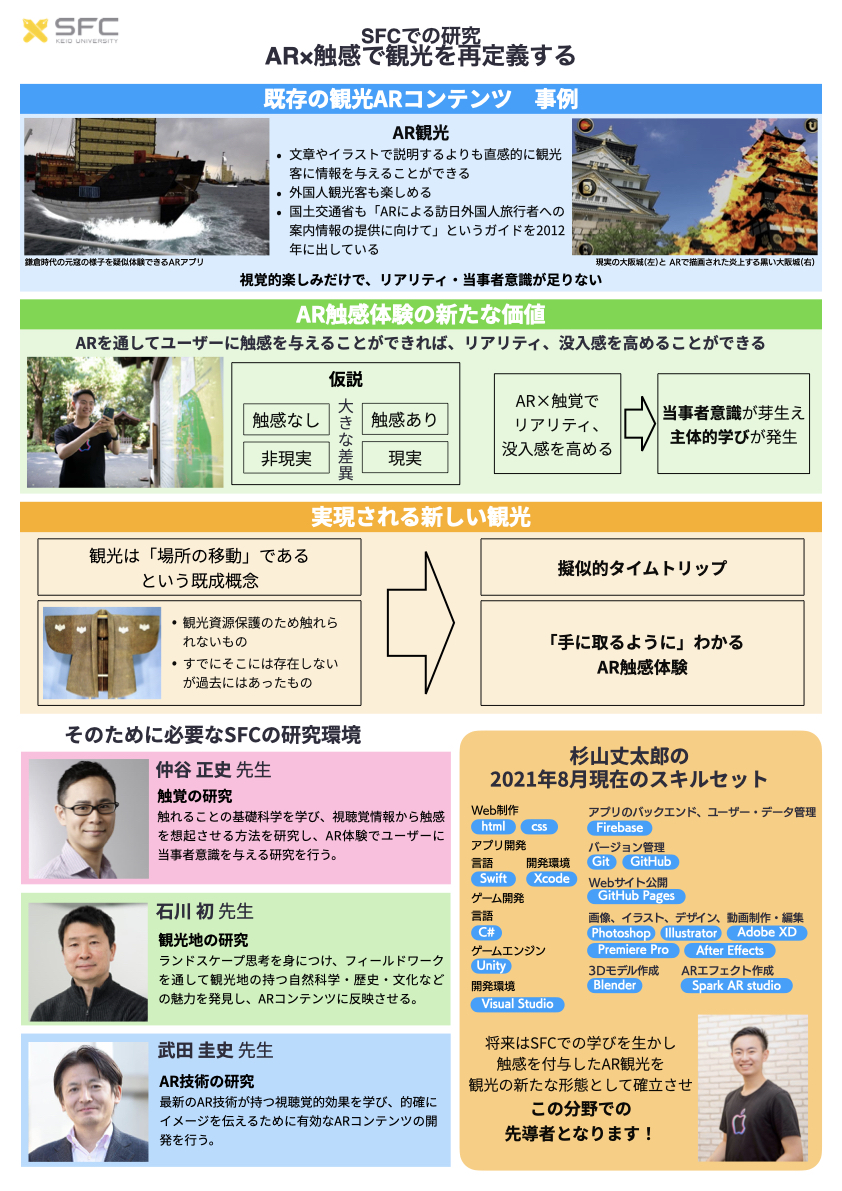 SFC
KEIO UNIVERSITY
SFCでの研究
AR×触感で観光を再定義する
既存の観光ARコンテンツ 事例
AR観光
• 文章やイラストで説明するよりも直感的に観光
客に情報を与えることができる
• 外国人観光客も楽しめる
• 国土交通省も「ARによる訪日外国人旅行者への
案内情報の提供に向けて」というガイドを2012
年に出している
鎌倉時代の元寇の様子を疑似体験できるARアプリ
現実の大阪城(左)と ARで描画された炎上する黒い大阪城(右)
視覚的楽しみだけで、リアリティ・当事者意識が足りない
AR触感体験の新たな価値
ARを通してユーザーに触感を与えることができれば、リアリティ、没入感を高めることができる
仮説
触感なし
非現実
大きな差異
触感あり
現実
AR×触覚で
リアリティ、
没入感を高める
当事者意識が芽生え
主体的学びが発生
実現される新しい観光
観光は「場所の移動」である
という既成概念
• 観光資源保護のため触れら
れないもの
• すでにそこには存在しない
が過去にはあったもの
擬似的タイムトリップ
「手に取るように」わかる
AR触感体験
そのために必要なSFCの研究環境
仲谷 正史 先生
触覚の研究
触れることの基礎科学を学び、視聴覚情報から触感
を想起させる方法を研究し、AR体験でユーザーに
当事者意識を与える研究を行う。
石川 初 先生
観光地の研究
ランドスケープ思考を身につけ、フィールドワーク
を通して観光地の持つ自然科学・歴史・文化など
の魅力を発見し、ARコンテンツに反映させる。
武田 圭史 先生
AR技術の研究
最新のAR技術が持つ視聴覚的効果を学び、的確に
イメージを伝えるために有効なARコンテンツの開
発を行う。
杉山丈太郎の
2021年8月現在のスキルセット
Web制作
html css
アプリ開発
言語 開発環境
Swift Xcode
ゲーム開発
言語
C#
ゲームエンジン
Unity
開発環境
Visual Studio
アプリのバックエンド、ユーザー・データ管理
Firebase
バージョン管理
Git GitHub
Webサイト公開
GitHub Pages
画像、イラスト、デザイン、動画制作・編集
Photoshop Illustrator Adobe XD
Premiere Pro After Effects
3Dモデル作成 ARエフェクト作成
Blender Spark AR studio
将来はSFCでの学びを生かし
触感を付与したAR観光を
観光の新たな形態として確立させ
この分野での
先導者となります！